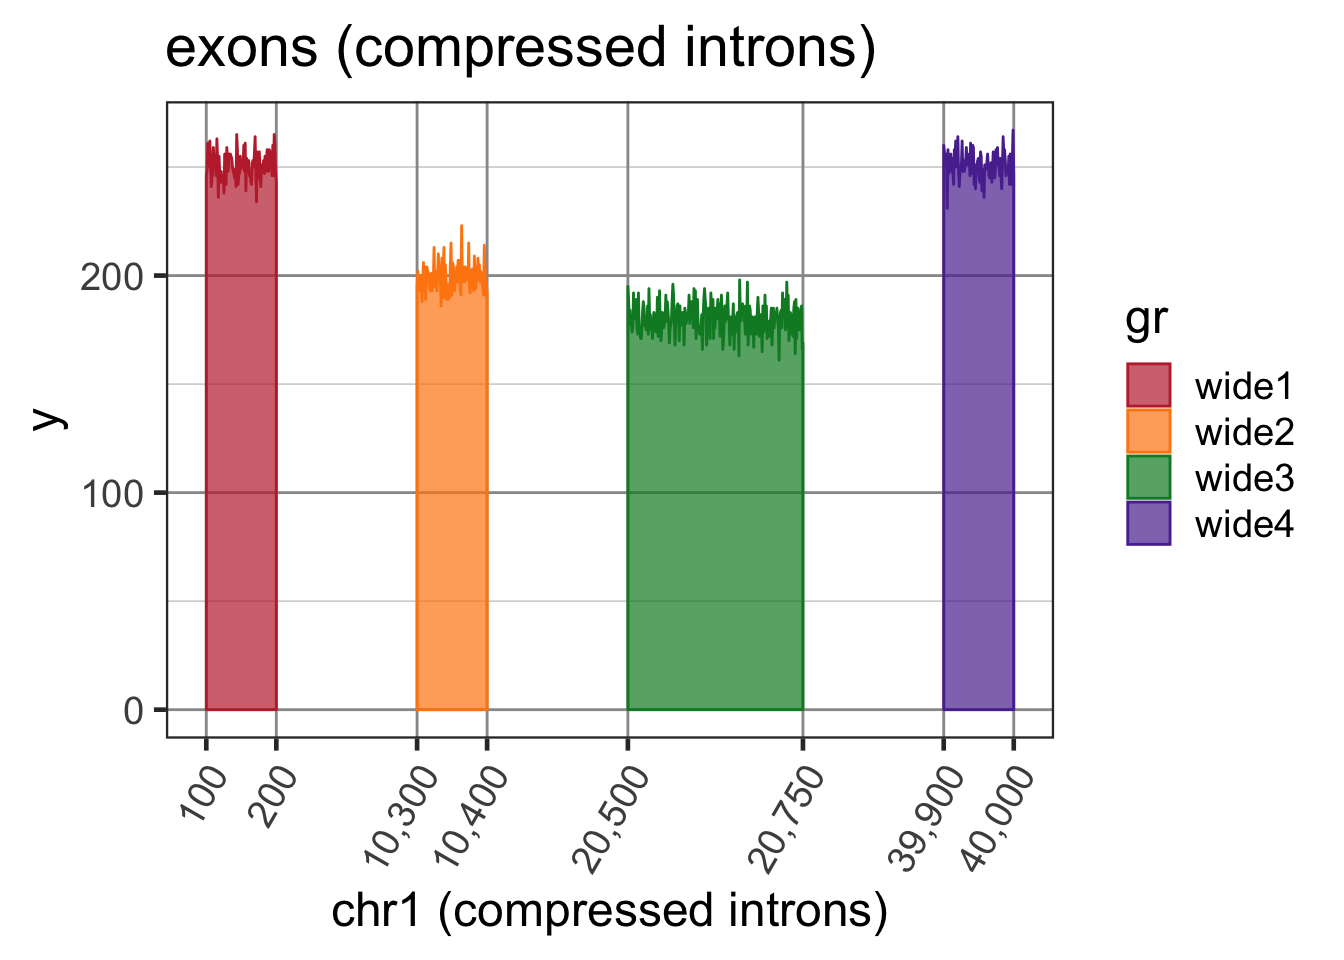 exons (compressed introns)
200
100
0
y
100
200
10,300
10,400
20,500
20,750
39,900
40,000
chr1 (compressed introns)
gr
wide1
wide2
wide3
wide4